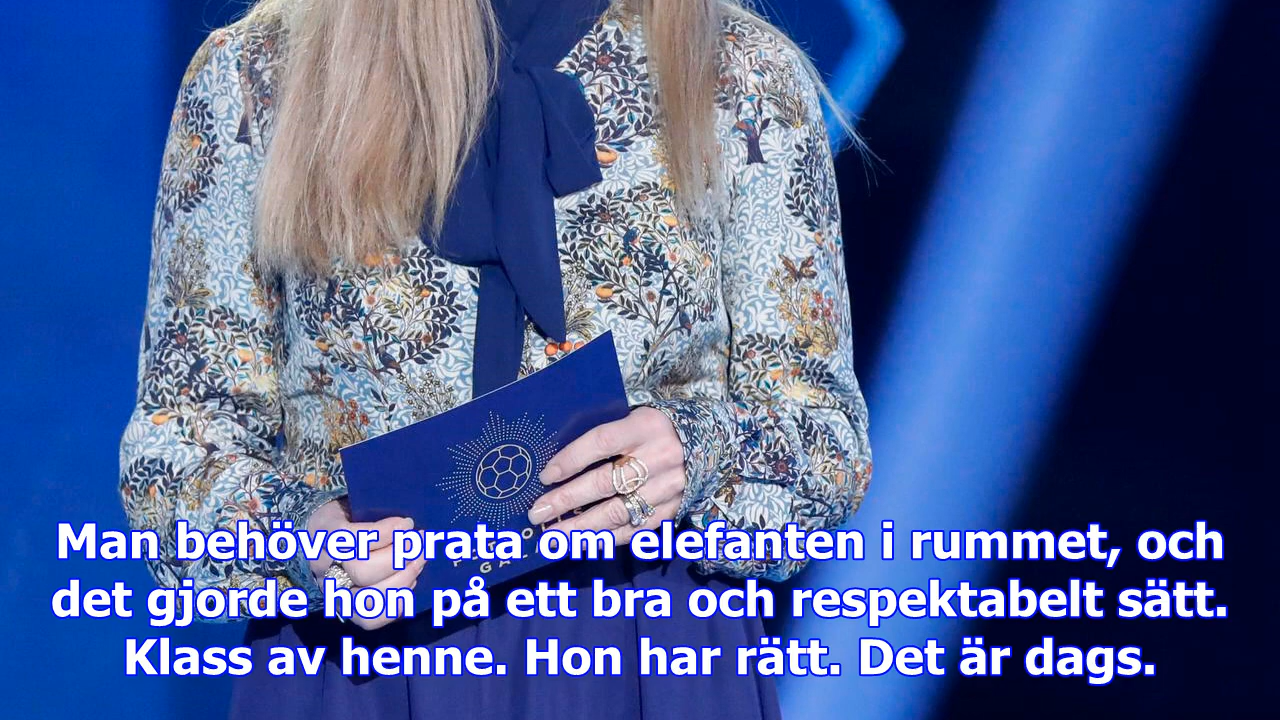 Man behöver prata om elefanten i rummet, och
det gjorde hon på ett bra och respektabelt sätt.
Klass av henne. Hon har rätt. Det är dags.